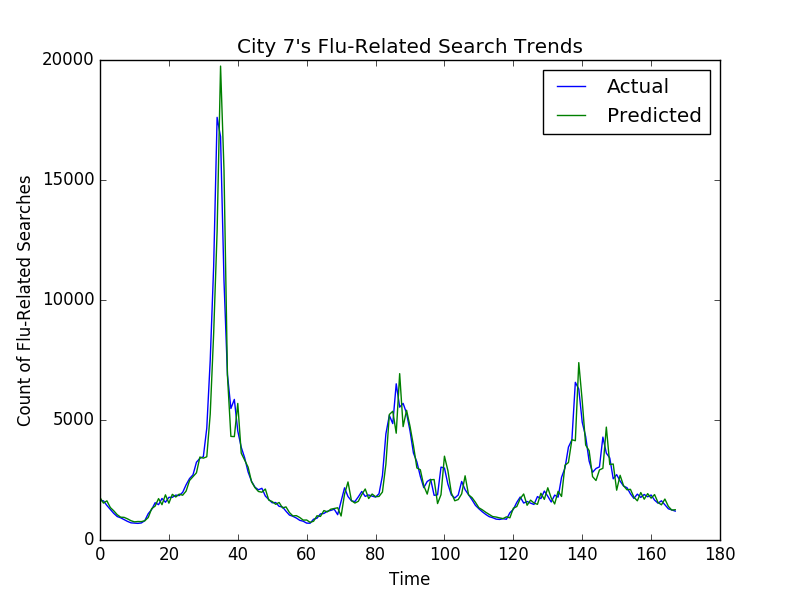 City 7's Flu-Related Search Trends
Actual
Predicted
Count of Flu-Related Searches
20000
15000
10000
5000
0
0 20 40 60 80 100 120 140 160 180
Time